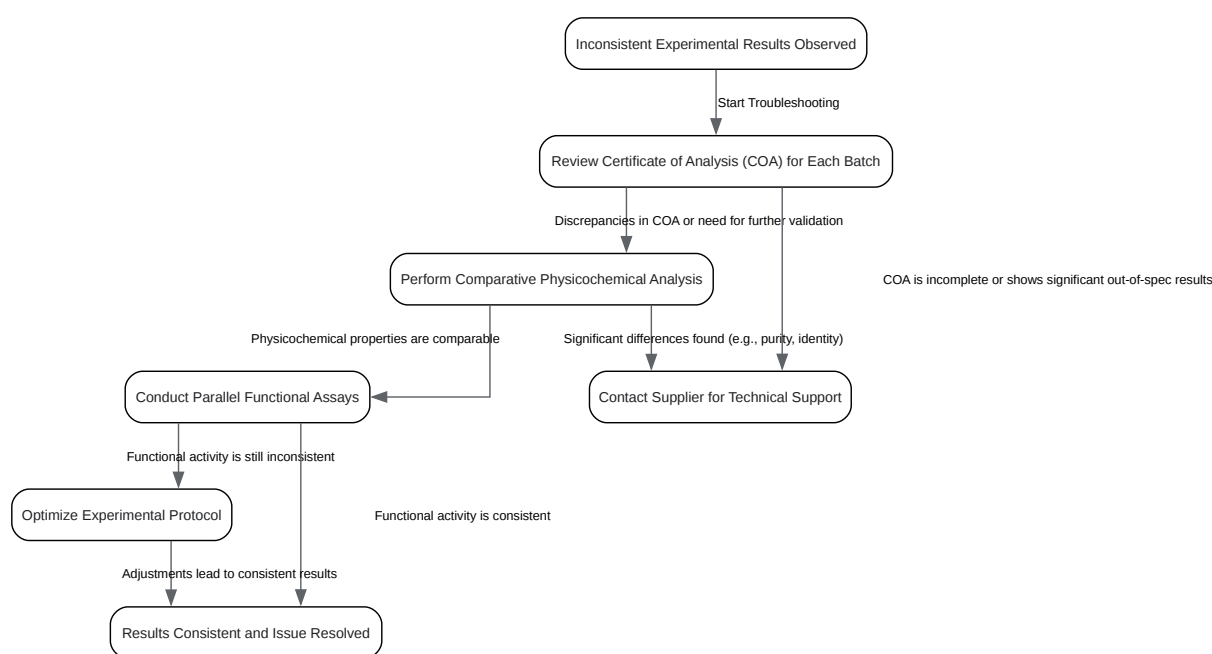 Inconsistent Experimental Results Observed
Start Troubleshooting
Review Certificate of Analysis (COA) for Each Batch
Discrepancies in COA or need for further validation
Perform Comparative Physicochemical Analysis
COA is incomplete or shows significant out-of-spec results
Physicochemical properties are comparable
Significant differences found (e.g., purity, identity)
Conduct Parallel Functional Assays
Contact Supplier for Technical Support
Functional activity is still inconsistent
Optimize Experimental Protocol
Functional activity is consistent
Adjustments lead to consistent results
Results Consistent and Issue Resolved